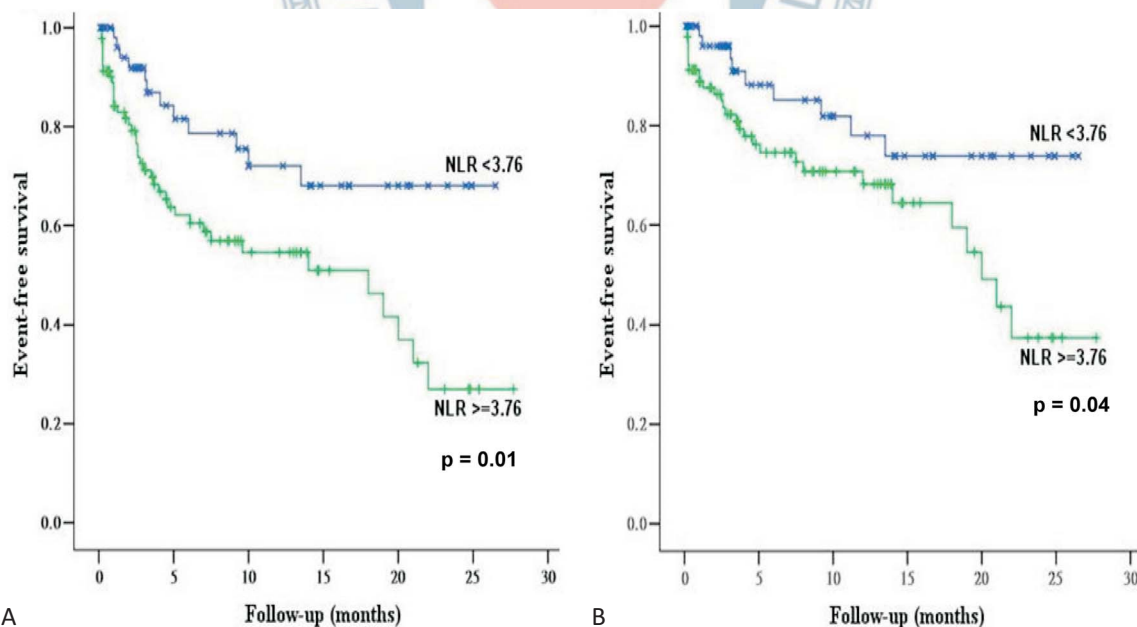 1.0
0.8
0.6
0.4
0.2
0.0
Event-free survival
NLR <3.76
NLR >=3.76
p = 0.01
0 5 10 15 20 25 30
Follow-up (months)
A
1.0
0.8
0.6
0.4
0.2
0.0
Event-free survival
NLR <3.76
NLR >=3.76
p = 0.04
0 5 10 15 20 25 30
Follow-up (months)
B